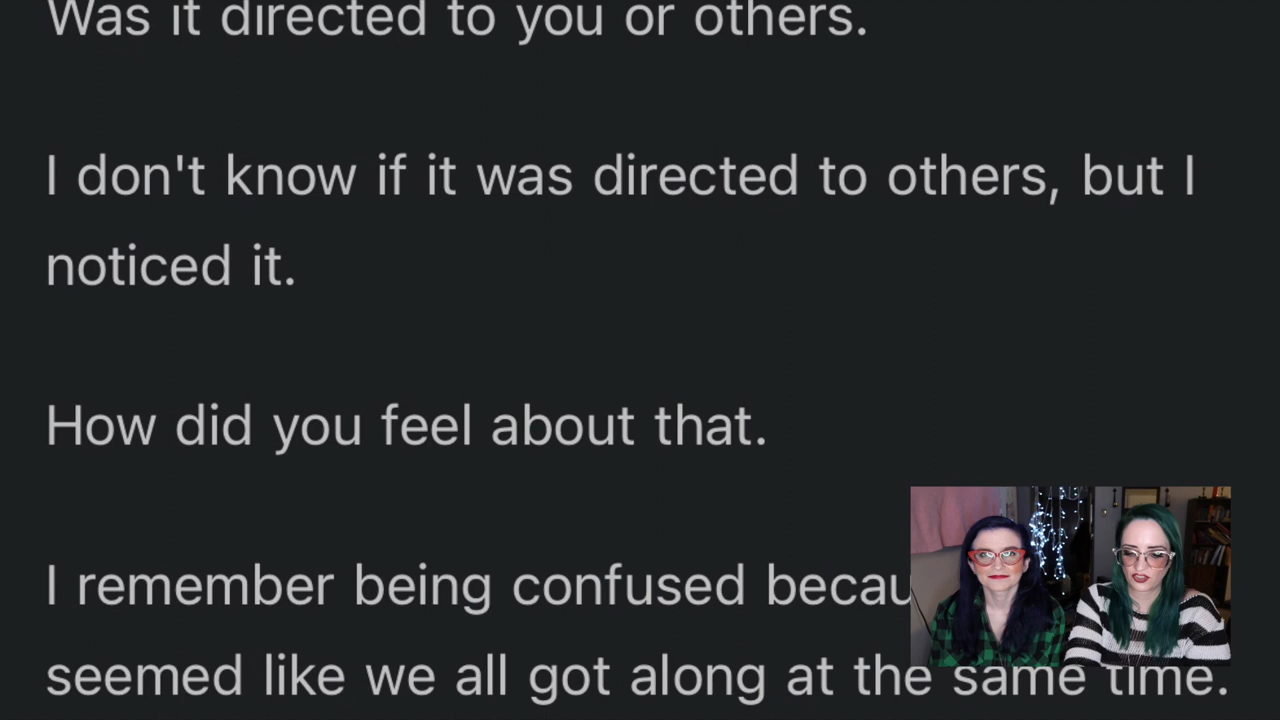 Was it directed to you or others.
I don't know if it was directed to others, but I
noticed it.
How did you feel about that.
I remember being confused becau
seemed like we all got along at the same time.